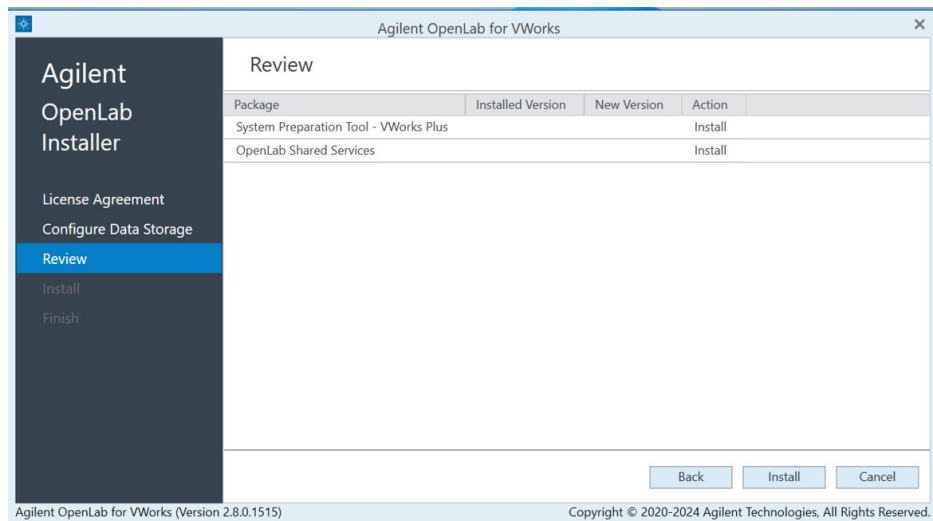 Agilent OpenLab for VWorks
Agilent
OpenLab
Installer
License Agreement
Configure Data Storage
Review
Install
Finish
Review
Package Installed Version New Version Action
System Preparation Tool - VWorks Plus Install
OpenLab Shared Services Install
Back Install Cancel
Agilent OpenLab for VWorks (Version 2.8.0.1515) Copyright © 2020-2024 Agilent Technologies, All Rights Reserved.